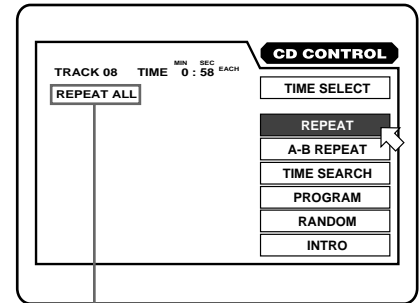 CD CONTROL
MIN SEC
TRACK 08 TIME 0 : 58 EACH
REPEAT ALL
TIME SELECT
REPEAT
A-B REPEAT
TIME SEARCH
PROGRAM
RANDOM
INTRO